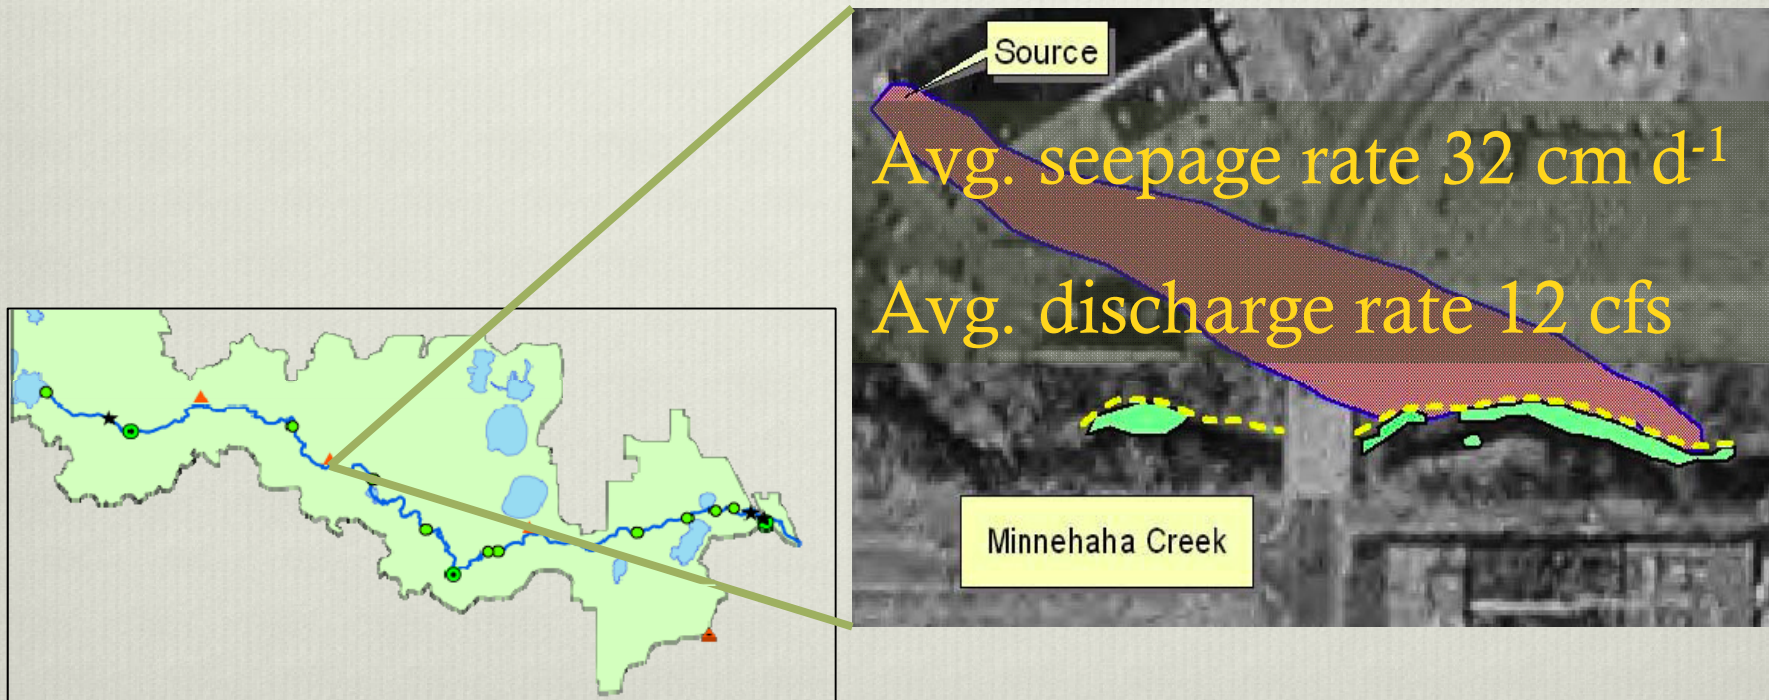 Source
Avg. seepage rate 32 cm d-1
Avg. discharge rate 12 cfs
Minnehaha Creek